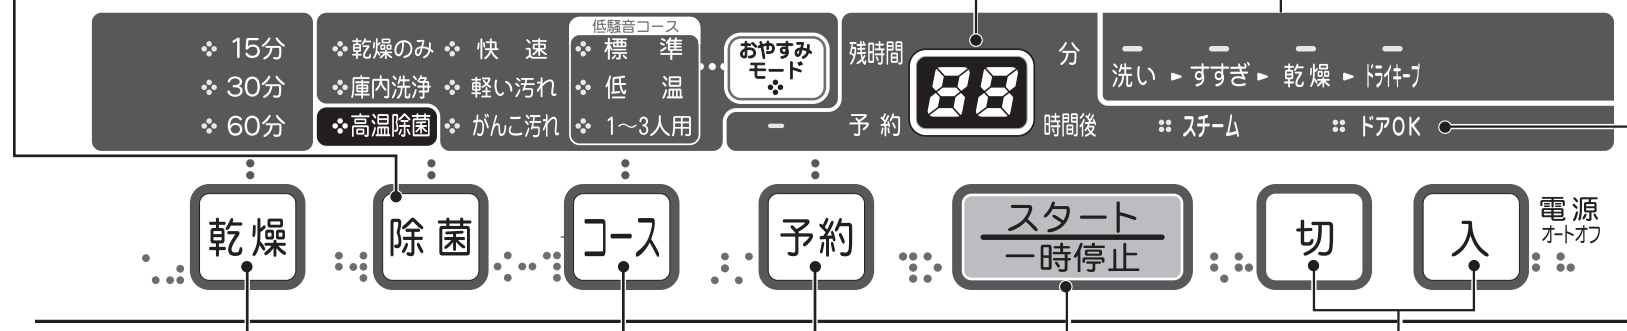 低騒音コース
15分 乾燥のみ 快 速 標 準 おやすみ 残時間 88 分
30分 庫内洗浄 軽い汚れ 低 温 モード 洗い ▸ すすぎ ▸ 乾燥 ▸ ドライキープ
60分 高温除菌 がんこ汚れ 1～3人用 予約 時間後 スチーム ドアOK
乾燥 除菌 コース 予約 スタート 切 入 電源
一時停止 オートオフ